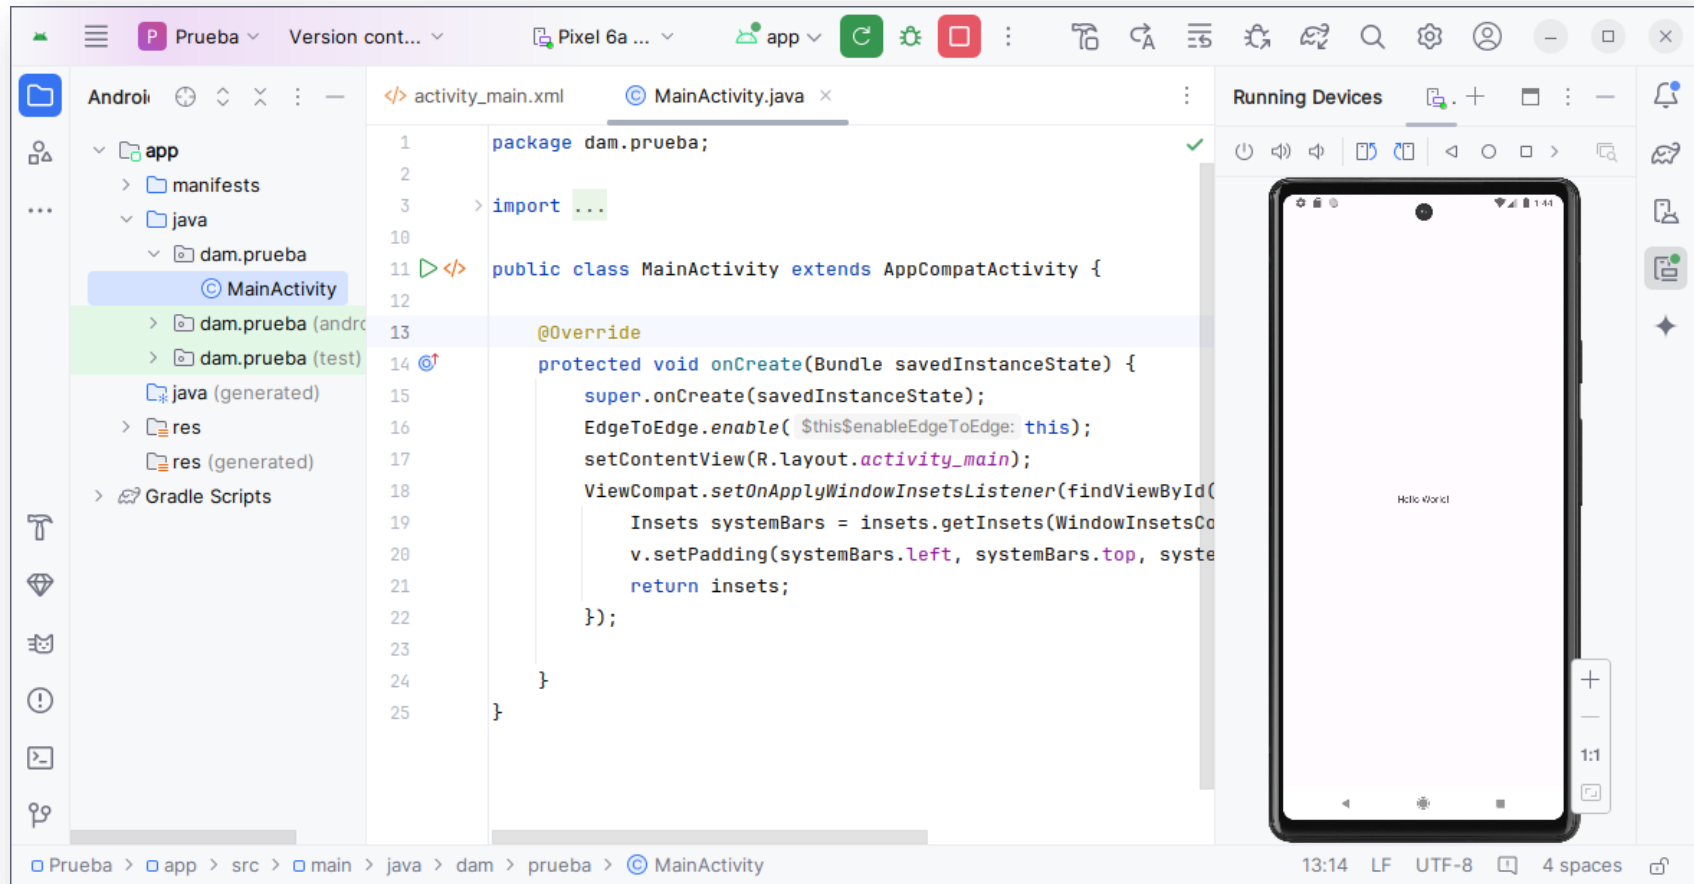 P Prueba Version cont... Pixel 6a ... app
Androi
activity_main.xml MainActivity.java
Running Devices
app
manifests
java
dam.prueba
MainActivity
dam.prueba (andro
dam.prueba (test)
java (generated)
res
res (generated)
Gradle Scripts
1 package dam.prueba;
2
3 import ...
10
11 public class MainActivity extends AppCompatActivity {
12
13 @Override
14 protected void onCreate(Bundle savedInstanceState) {
15 super.onCreate(savedInstanceState);
16 EdgeToEdge.enable( $this$enableEdgeToEdge: this);
17 setContentView(R.layout.activity_main);
18 ViewCompat.setOnApplyWindowInsetsListener(findViewById(
19 Insets systemBars = insets.getInsets(WindowInsetsCo
20 v.setPadding(systemBars.left, systemBars.top, syste
21 return insets;
22 });
23
24 }
25 }
1:44
Hello World!
1:1
Prueba > app > src > main > java > dam > prueba > MainActivity
13:14 LF UTF-8 4 spaces